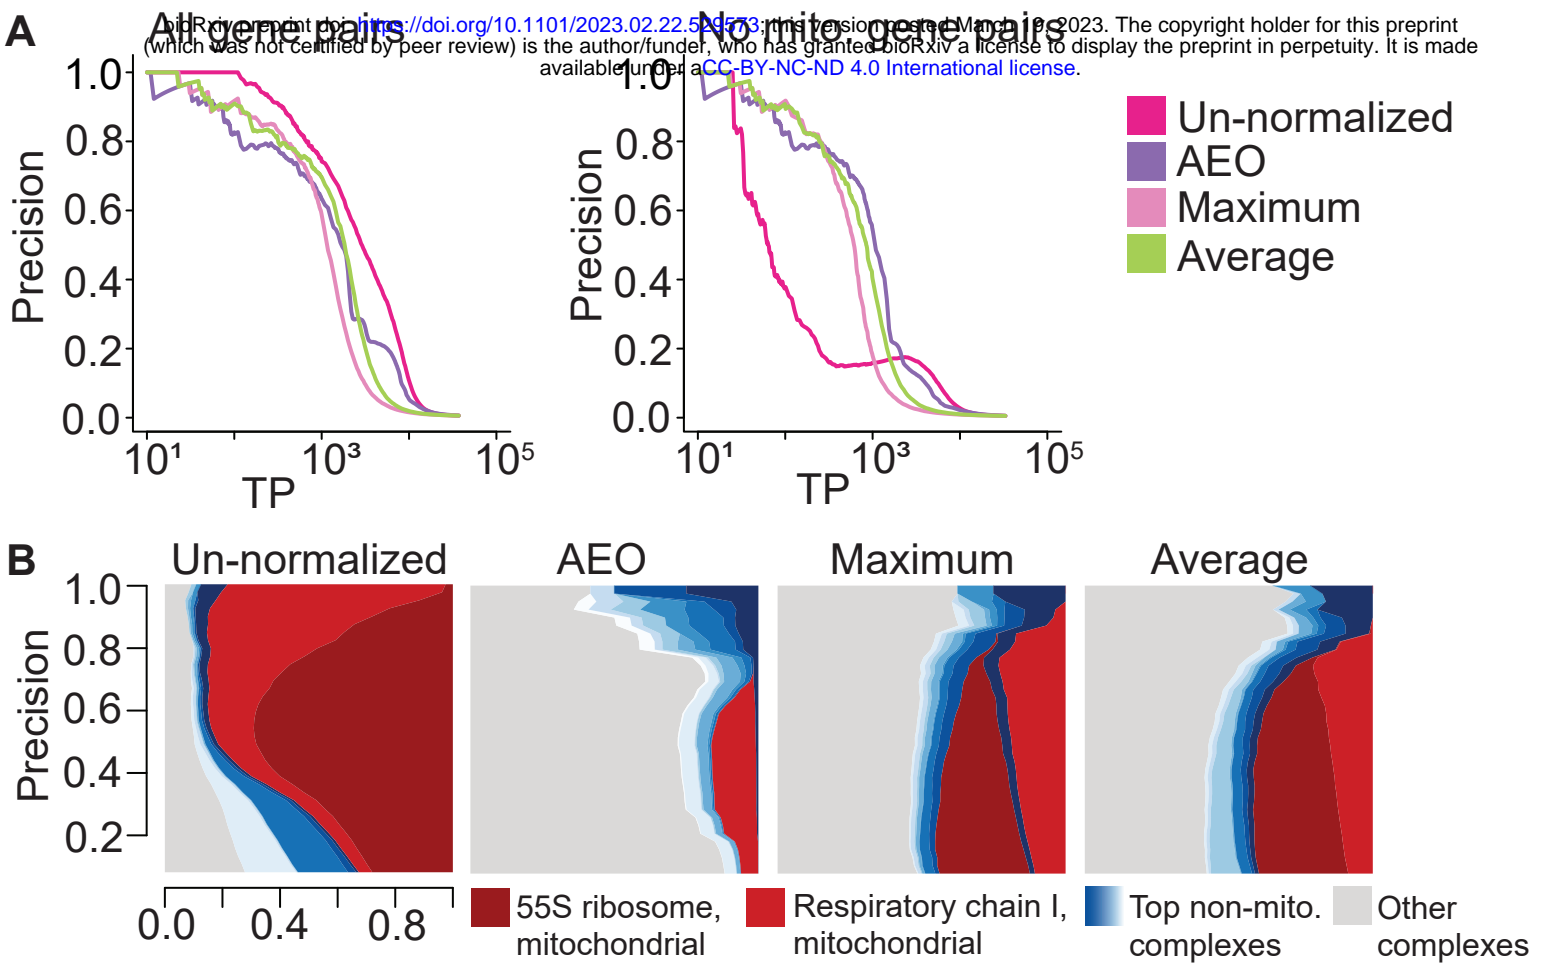 A
All gene pairs
No mito. gene pairs
bioRxiv preprint doi: https://doi.org/10.1101/2023.02.22.529573; this version posted March 19, 2023. The copyright holder for this preprint
(which was not certified by peer review) is the author/funder, who has granted bioRxiv a license to display the preprint in perpetuity. It is made
available under aCC-BY-NC-ND 4.0 International license.
Precision
1.0
0.8
0.6
0.4
0.2
0.0
10¹ 10³ 10⁵
TP
Precision
1.0
0.8
0.6
0.4
0.2
0.0
10¹ 10³ 10⁵
TP
Un-normalized
AEO
Maximum
Average
B
Un-normalized AEO Maximum Average
Precision
1.0
0.8
0.6
0.4
0.2
0.0 0.4 0.8
55S ribosome,
mitochondrial
Respiratory chain I,
mitochondrial
Top non-mito.
complexes
Other
complexes